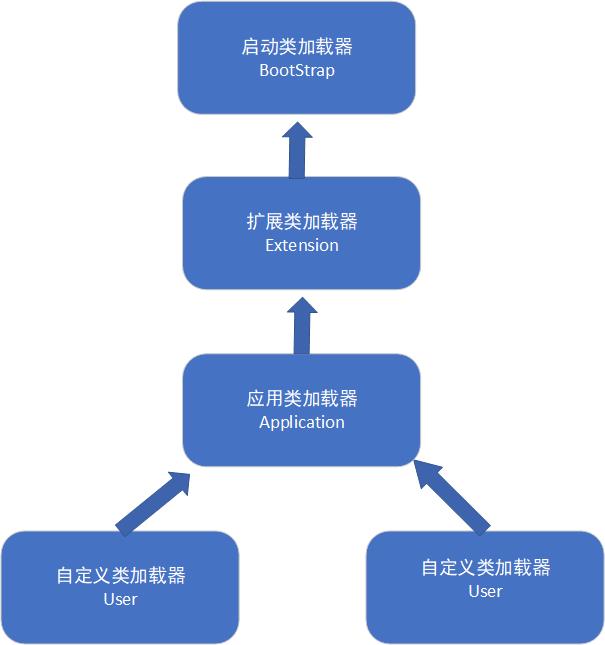 启动类加载器
BootStrap
扩展类加载器
Extension
应用类加载器
Application
自定义类加载器
User
自定义类加载器
User